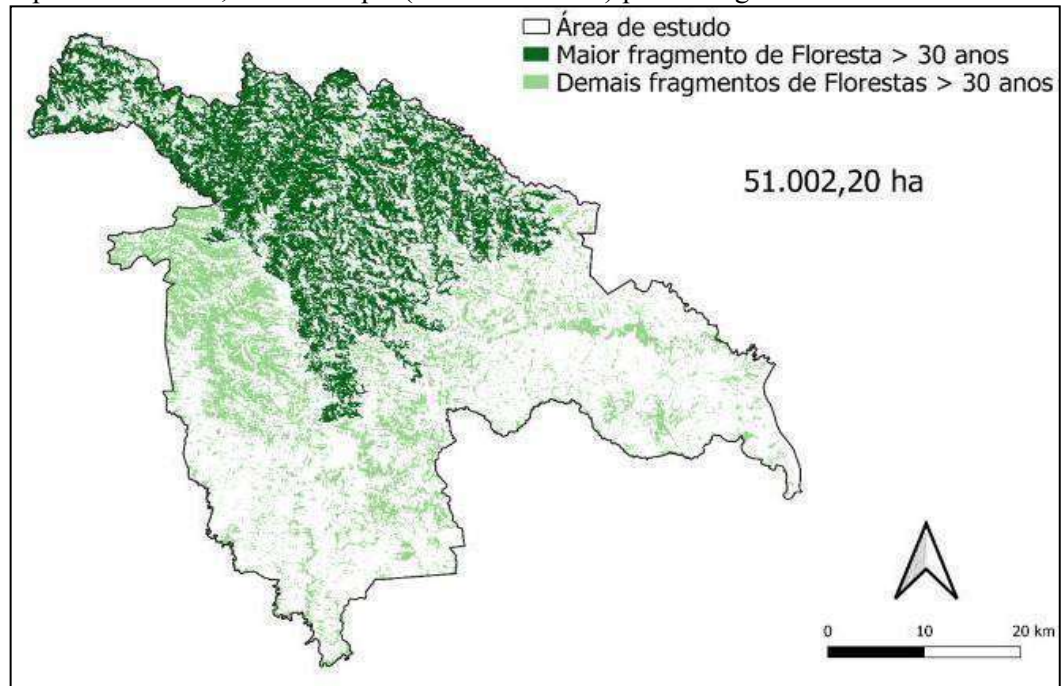 Área de estudo
Maior fragmento de Floresta > 30 anos
Demais fragmentos de Florestas > 30 anos
51.002,20 ha
0 10 20 km